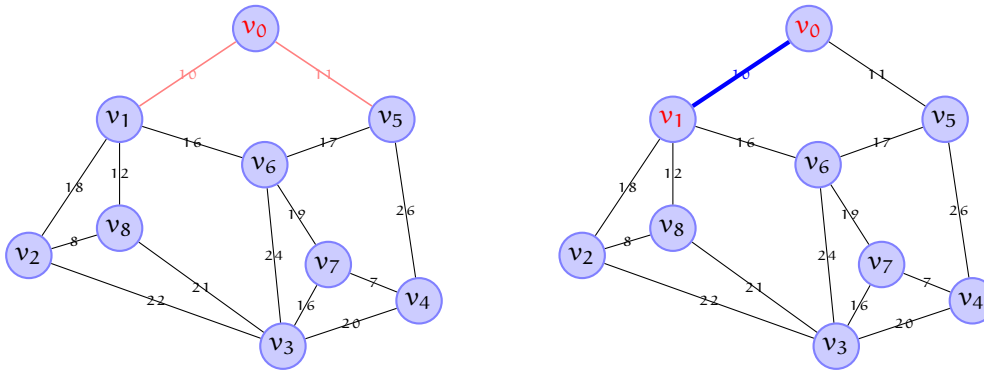 v0 v0
10 11 10 11
v1 v5 v1 v5
16 17 16 17
v6 v6
18 12 18 12
19 26 19 26
v8 v8
8 8
v2 24 v2 24
v7 v7
7 7
21 21
22 16 v4 22 16 v4
20 20
v3 v3